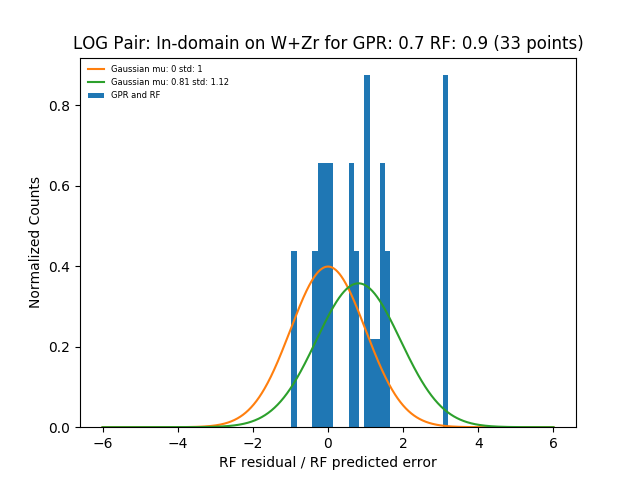 LOG Pair: In-domain on W+Zr for GPR: 0.7 RF: 0.9 (33 points)
Gaussian mu: 0 std: 1
Gaussian mu: 0.81 std: 1.12
GPR and RF
Normalized Counts
0.8
0.6
0.4
0.2
0.0
−6 −4 −2 0 2 4 6
RF residual / RF predicted error